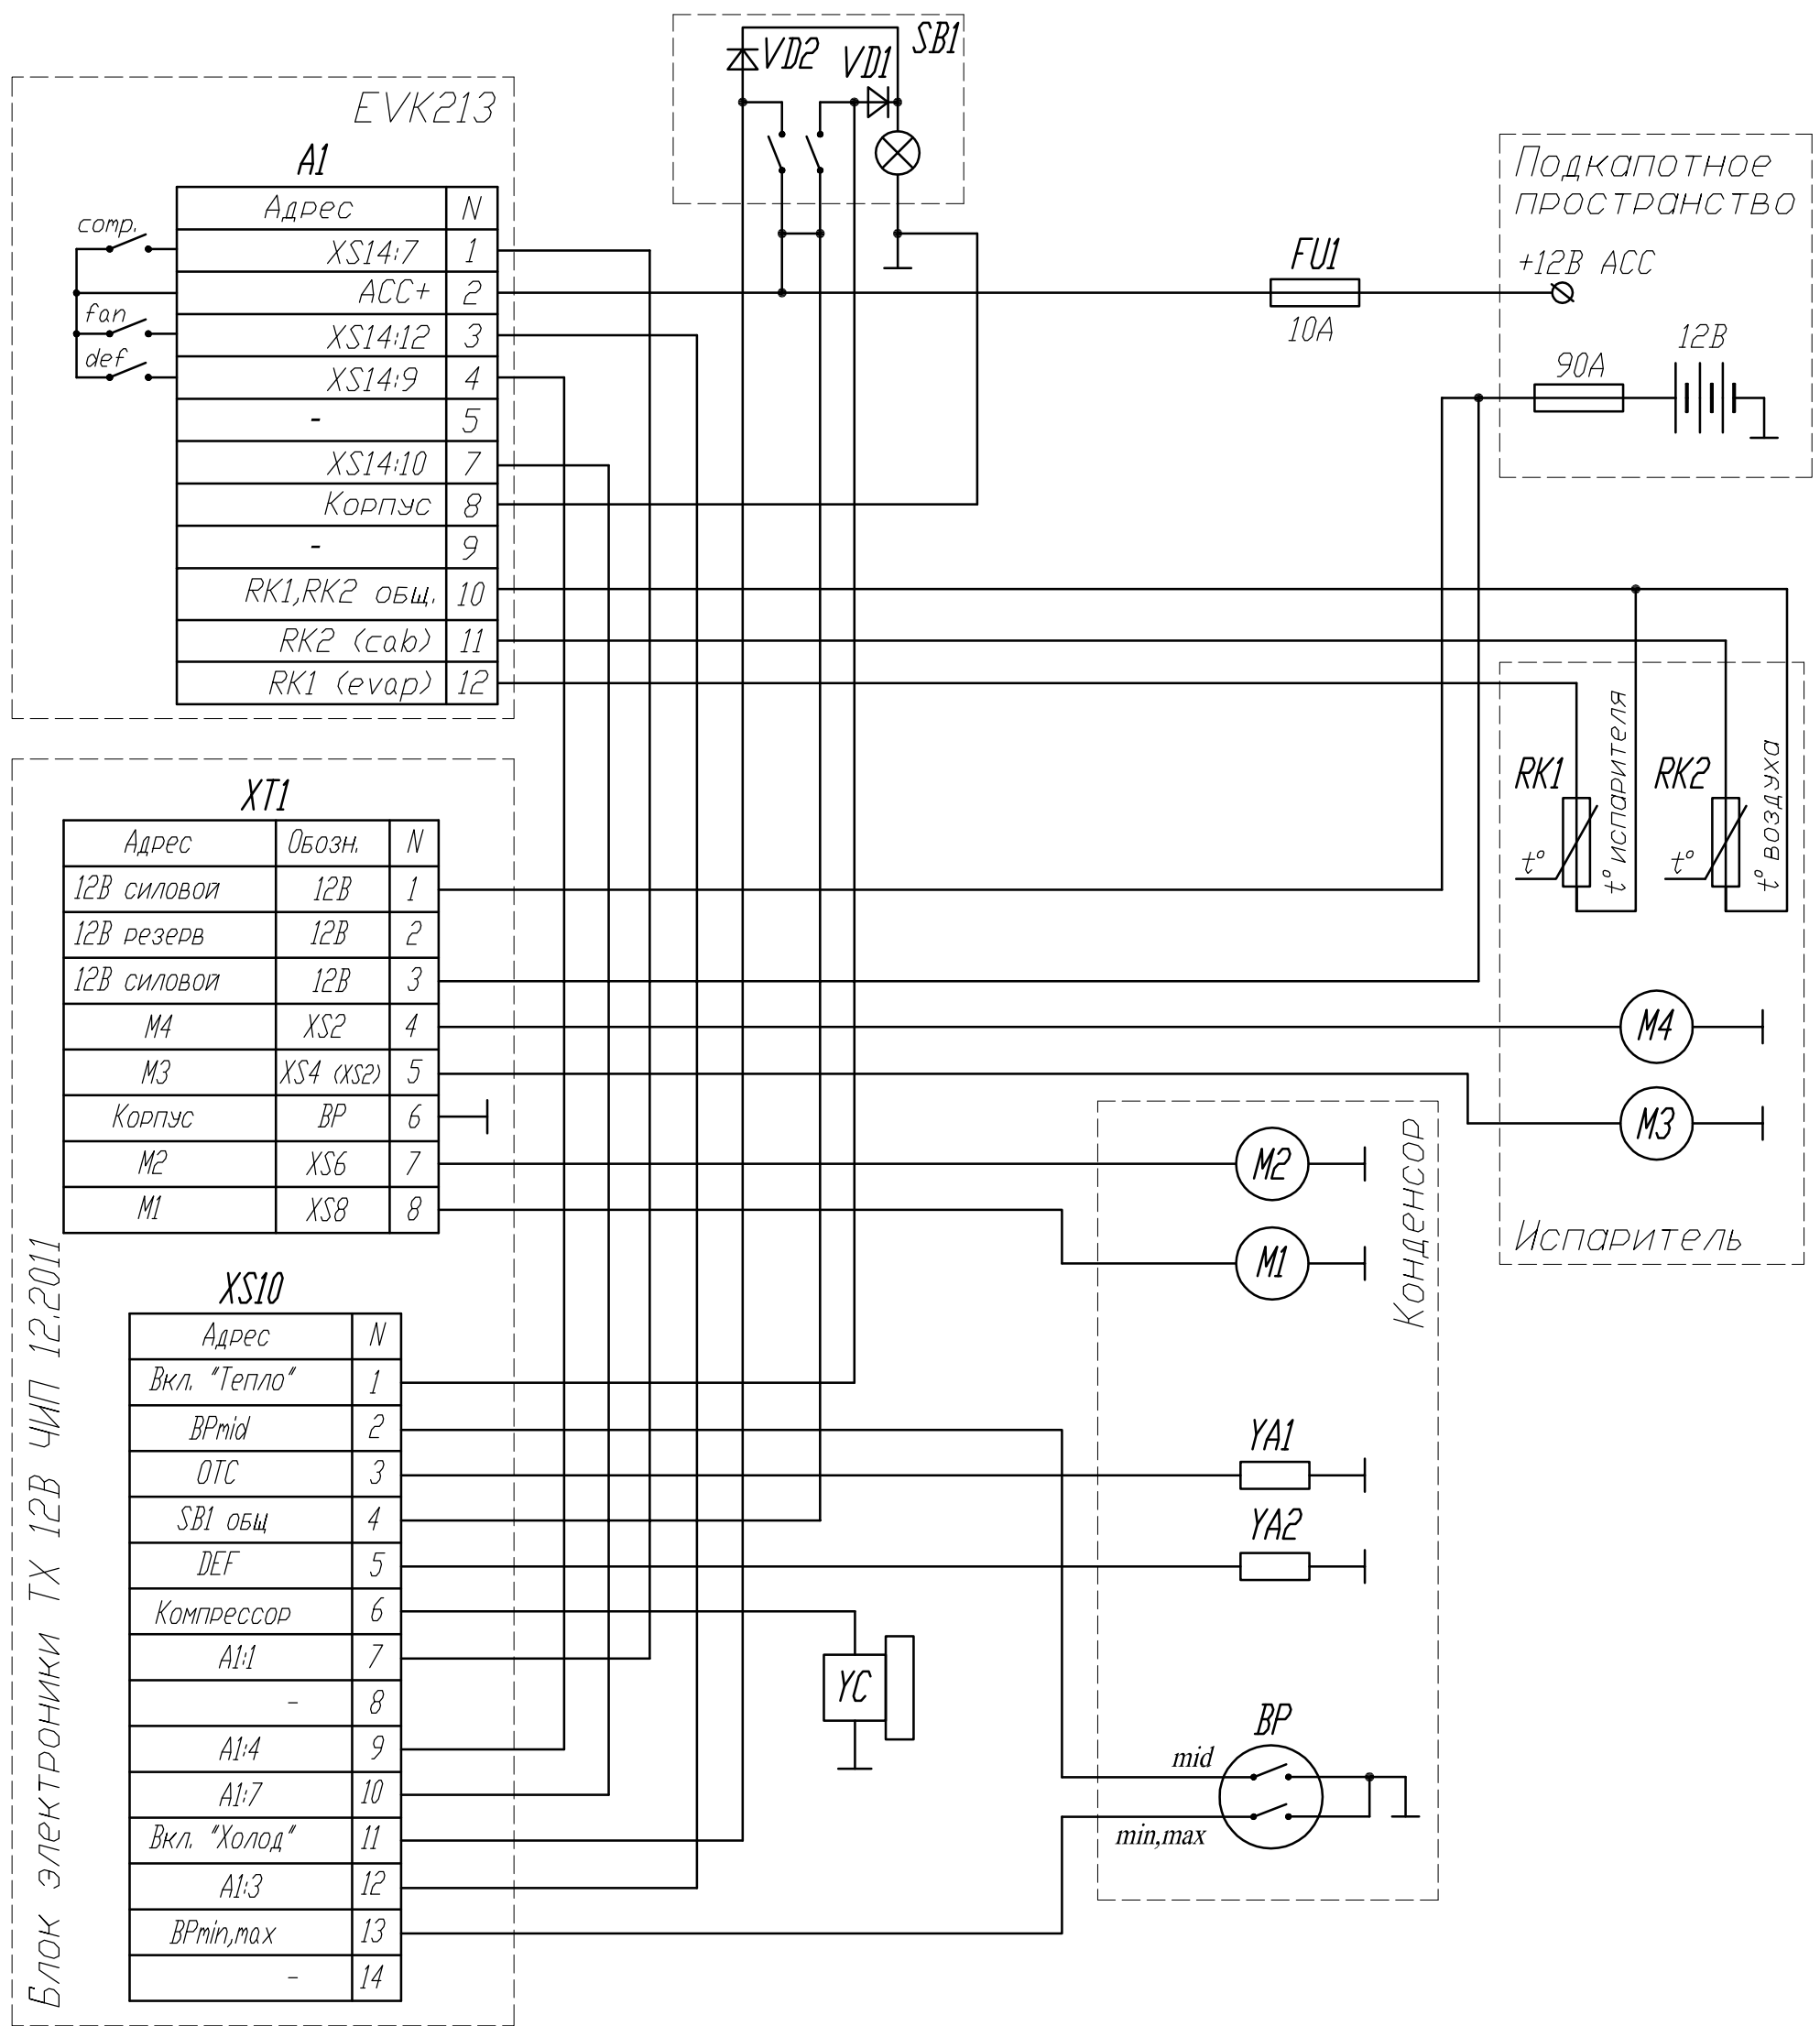 SB1
VD2
VD1
EVK213
A1
Адрес N
comp. XS14:7 1
ACC+ 2
fan XS14:12 3
def XS14:9 4
- 5
XS14:10 7
Корпус 8
- 9
RK1,RK2 общ. 10
RK2 (cab) 11
RK1 (evap) 12
FU1
10A
Подкапотное
пространство
+12В АСС
12В
90А
RK1
t° испарителя
t°
RK2
t° воздуха
t°
M4
M3
Испаритель
XT1
Адрес Обозн. N
12В силовой 12В 1
12В резерв 12В 2
12В силовой 12В 3
M4 XS2 4
M3 XS4 (XS2) 5
Корпус BP 6
M2 XS6 7
M1 XS8 8
Конденсор
M2
M1
YA1
YA2
BP
mid
min,max
YC
XS10
Адрес N
Вкл. "Тепло" 1
BPmid 2
OTC 3
SB1 общ 4
DEF 5
Компрессор 6
A1:1 7
- 8
A1:4 9
A1:7 10
Вкл. "Холод" 11
A1:3 12
BPmin,max 13
- 14
Блок электроники ТХ 12В ЧИП 12.2011